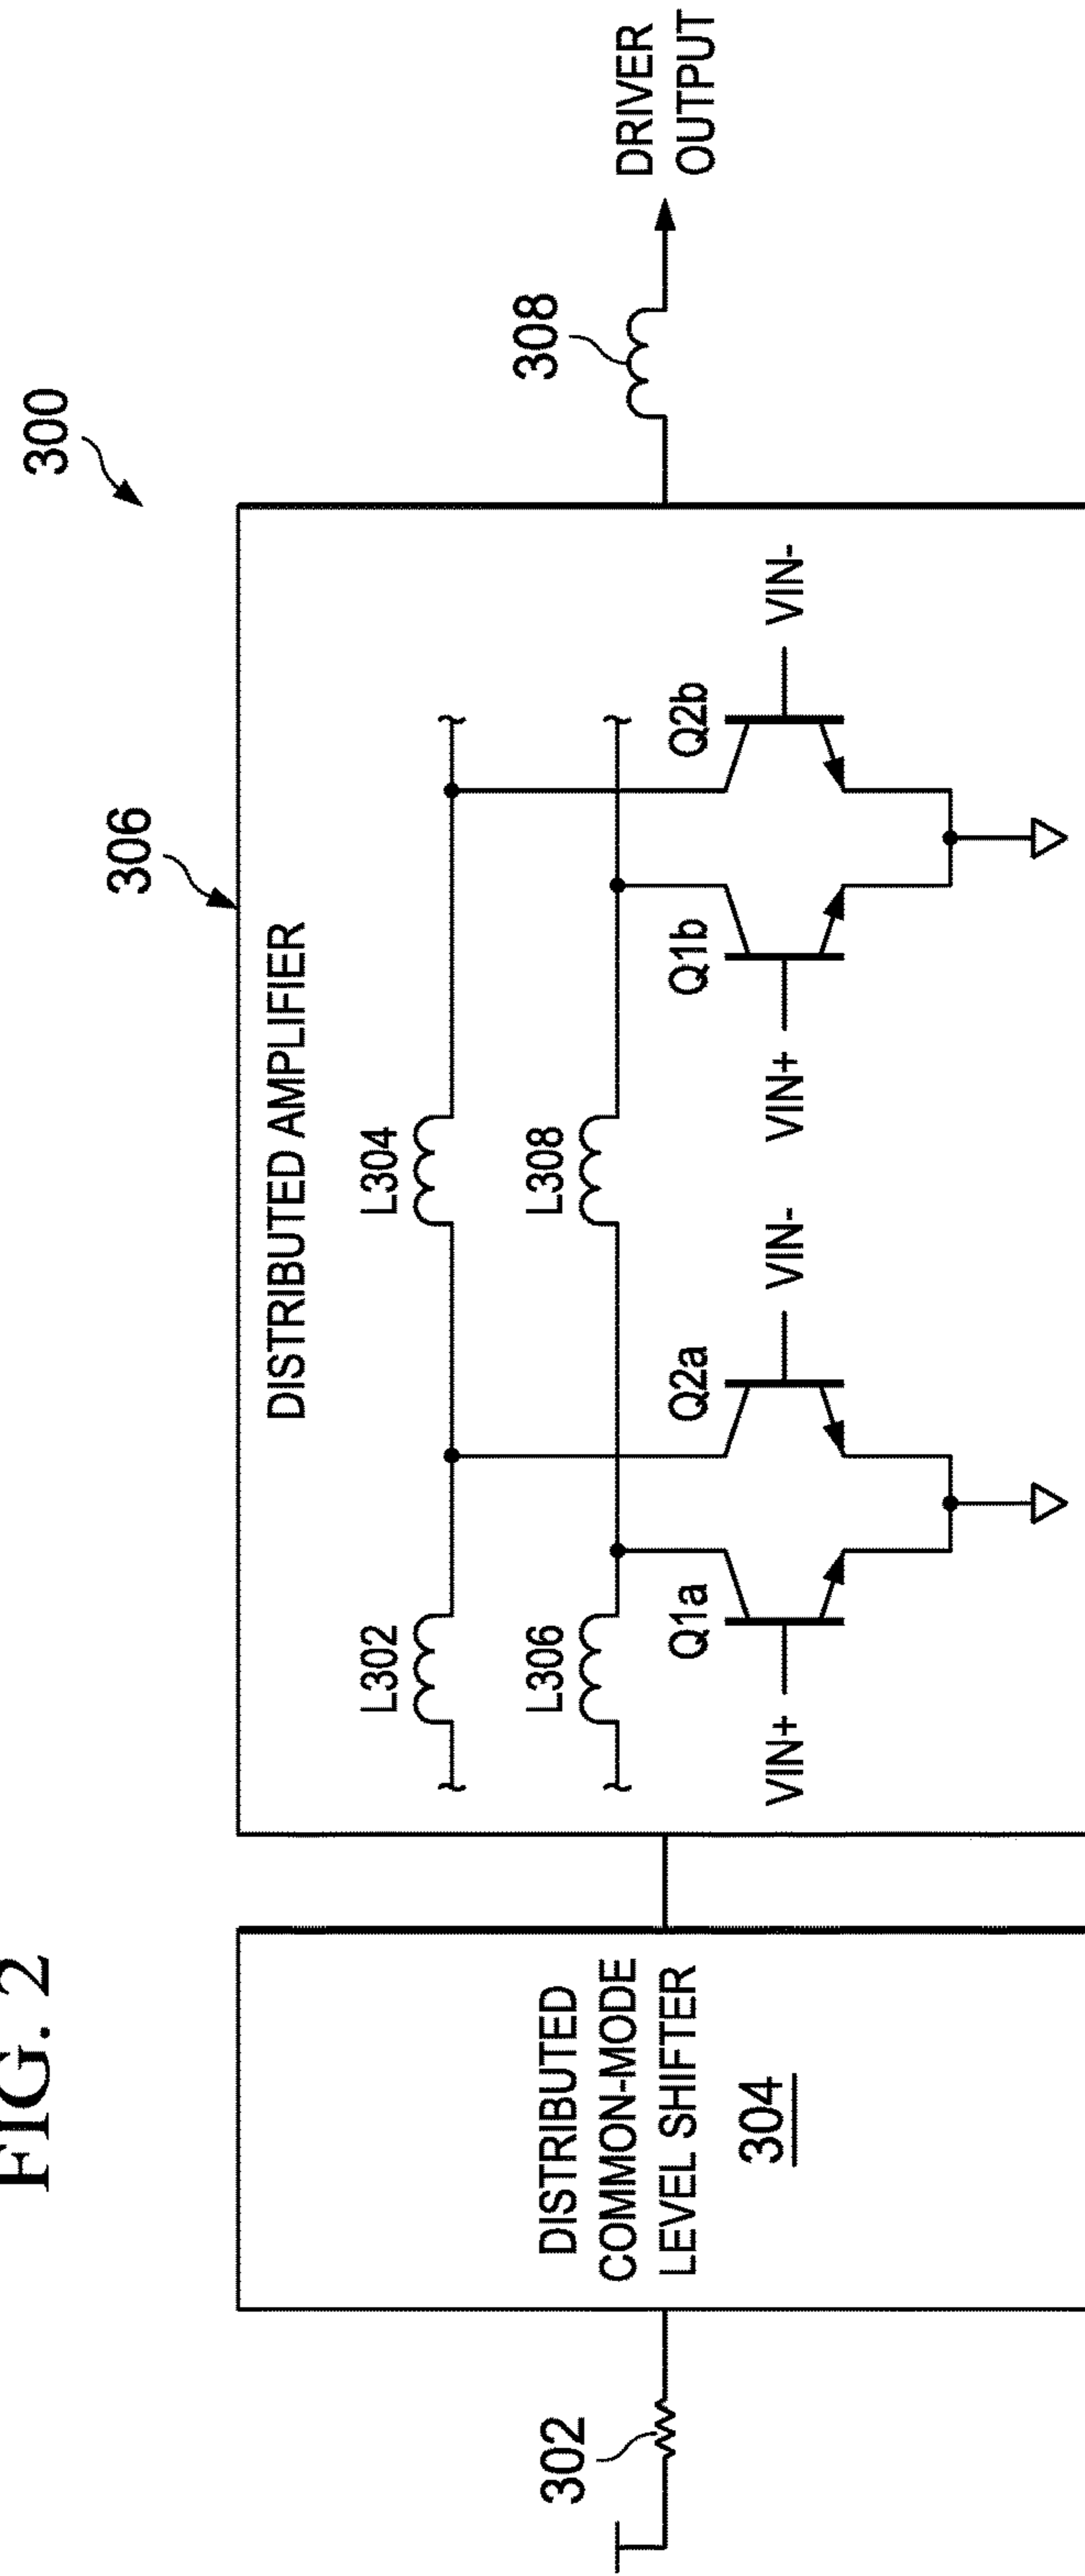 FIG. 2
300
302
DISTRIBUTED
COMMON-MODE
LEVEL SHIFTER
304
306
DISTRIBUTED AMPLIFIER
L302
L304
L306
L308
Q1a
Q2a
Q1b
Q2b
VIN+
VIN-
VIN+
VIN-
308
DRIVER
OUTPUT